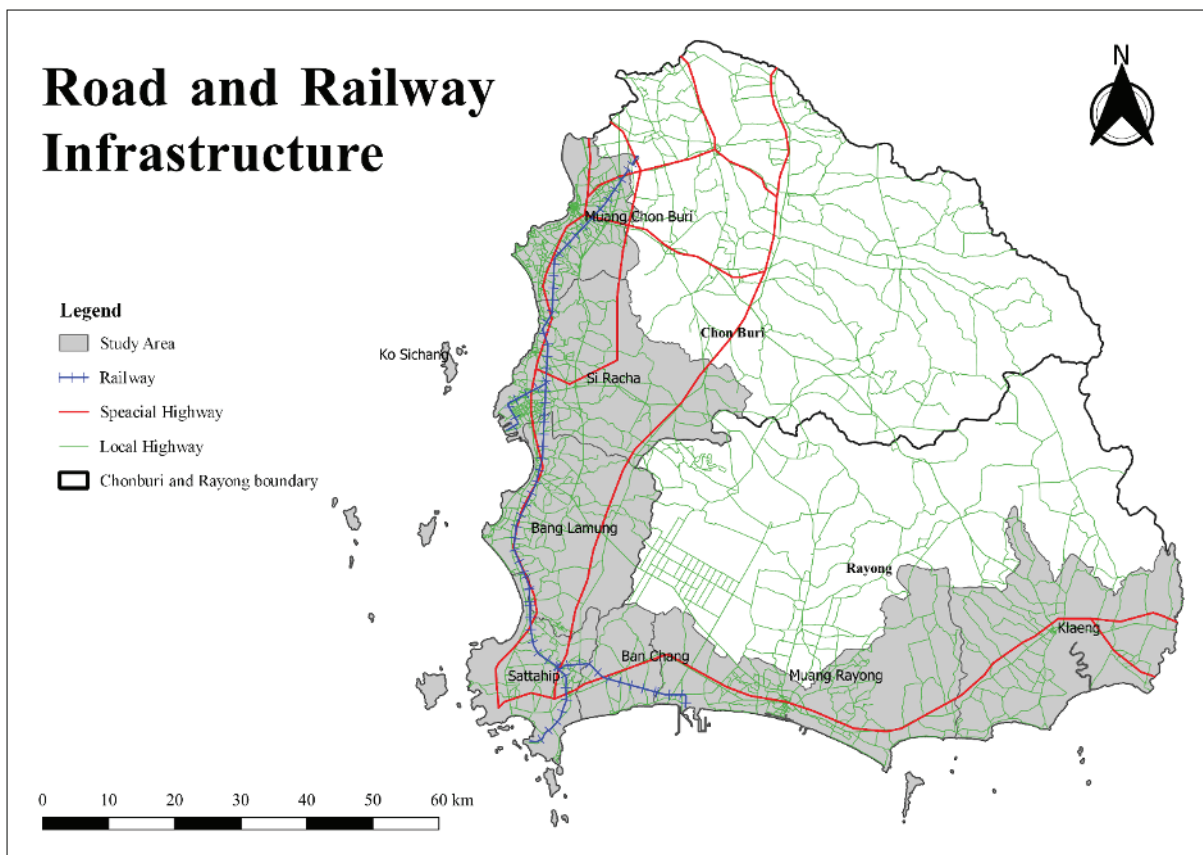 Road and Railway
Infrastructure
N
Muang Chon Buri
Legend
Study Area
Railway
Speacial Highway
Local Highway
Chonburi and Rayong boundary
Ko Sichang
Chon Buri
Si Racha
Bang Lamung
Rayong
Klaeng
Ban Chang
Sattahip
Muang Rayong
0 10 20 30 40 50 60 km